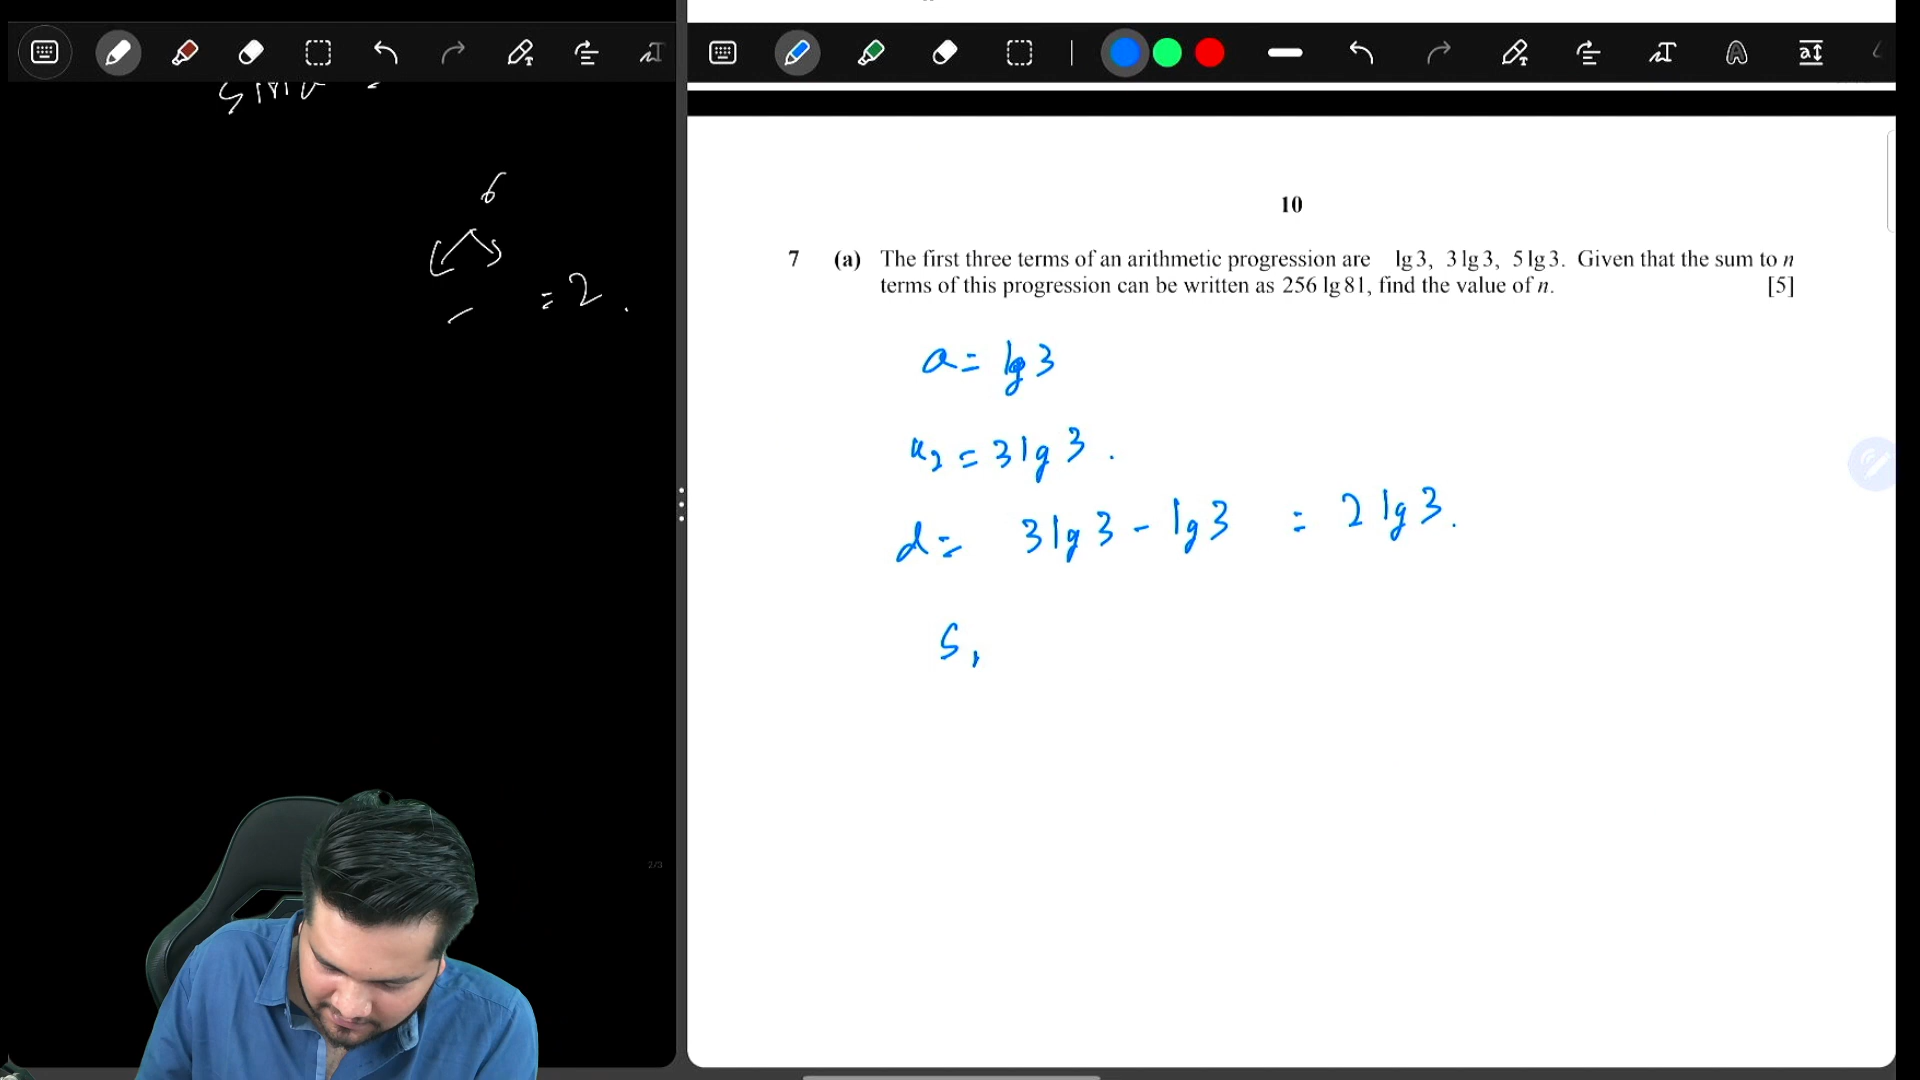 6
= 2 .
2/3
10
7 (a) The first three terms of an arithmetic progression are lg 3, 3 lg 3, 5 lg 3. Given that the sum to n
terms of this progression can be written as 256 lg 81, find the value of n. [5]
a = lg 3
u₂ = 3 lg 3 .
d = 3 lg 3 - lg 3 = 2 lg 3 .
S